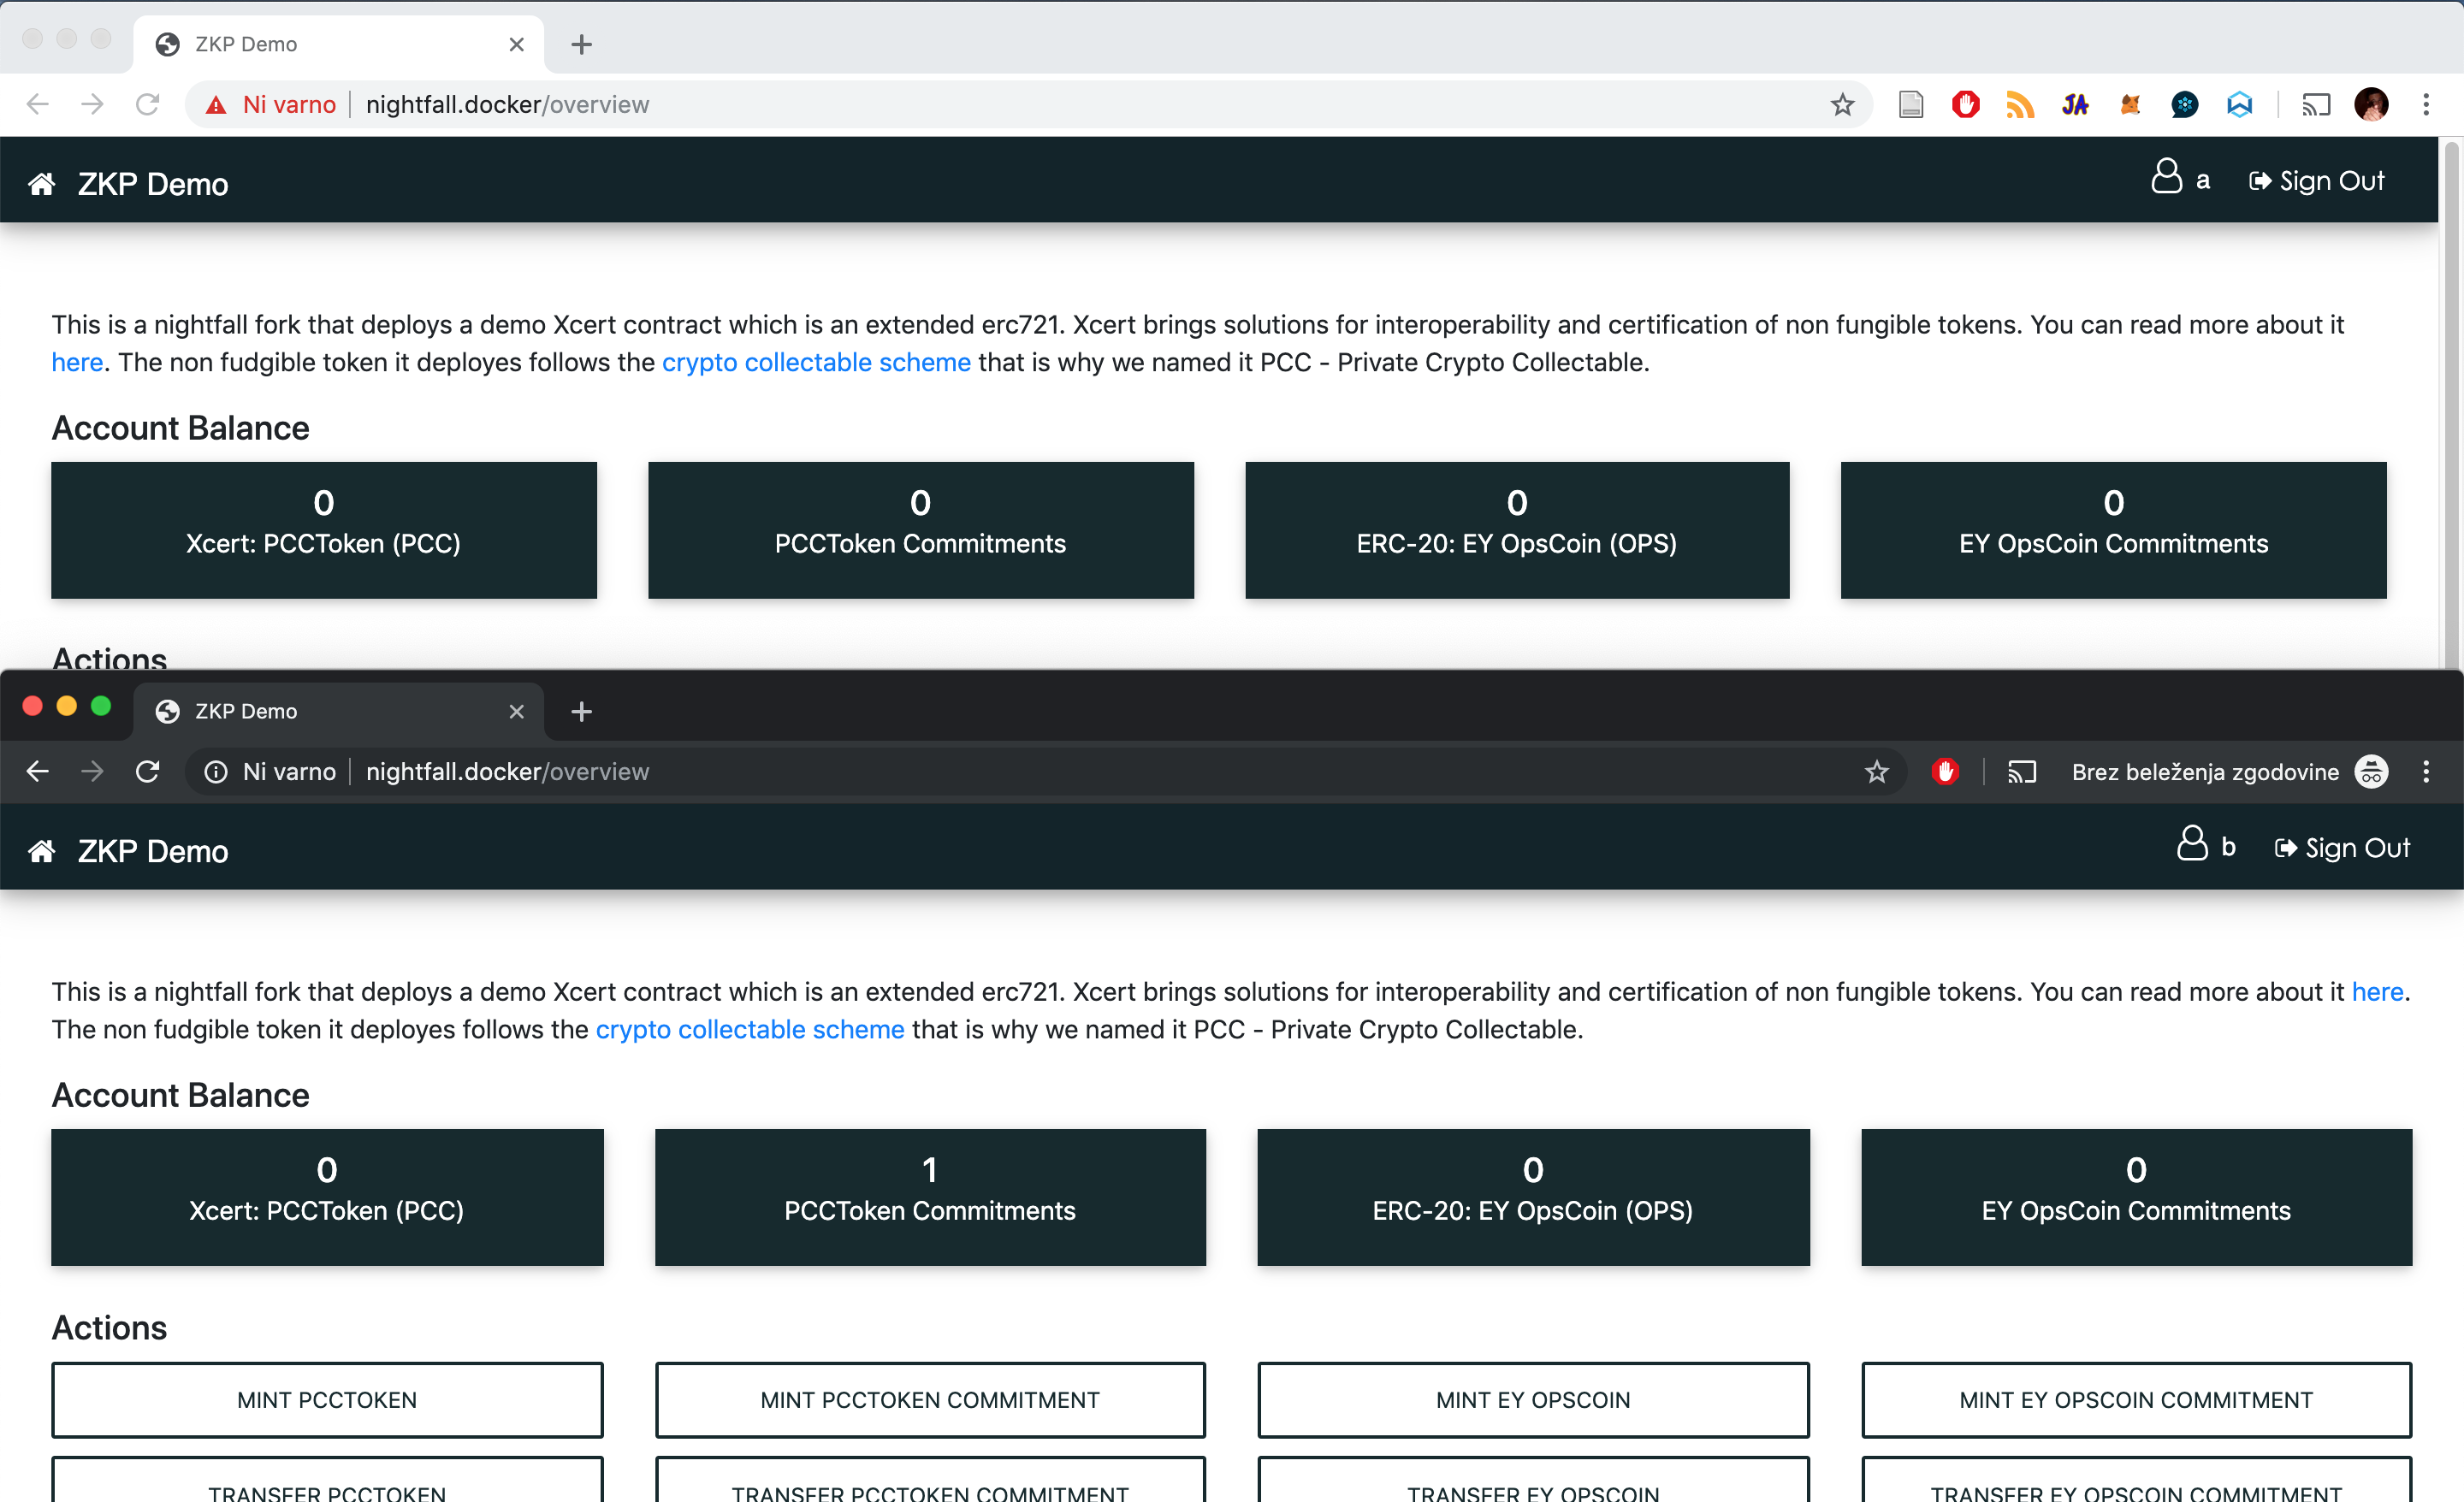 ZKP Demo
Ni varno nightfall.docker/overview
JA
ZKP Demo
a Sign Out
This is a nightfall fork that deploys a demo Xcert contract which is an extended erc721. Xcert brings solutions for interoperability and certification of non fungible tokens. You can read more about it
here. The non fudgible token it deployes follows the crypto collectable scheme that is why we named it PCC - Private Crypto Collectable.
Account Balance
0 0 0 0
Xcert: PCCToken (PCC) PCCToken Commitments ERC-20: EY OpsCoin (OPS) EY OpsCoin Commitments
Actions
ZKP Demo
Ni varno nightfall.docker/overview Brez beleženja zgodovine
ZKP Demo
b Sign Out
This is a nightfall fork that deploys a demo Xcert contract which is an extended erc721. Xcert brings solutions for interoperability and certification of non fungible tokens. You can read more about it here.
The non fudgible token it deployes follows the crypto collectable scheme that is why we named it PCC - Private Crypto Collectable.
Account Balance
0 1 0 0
Xcert: PCCToken (PCC) PCCToken Commitments ERC-20: EY OpsCoin (OPS) EY OpsCoin Commitments
Actions
MINT PCCTOKEN MINT PCCTOKEN COMMITMENT MINT EY OPSCOIN MINT EY OPSCOIN COMMITMENT
TRANSFER PCCTOKEN TRANSFER PCCTOKEN COMMITMENT TRANSFER EY OPSCOIN TRANSFER EY OPSCOIN COMMITMENT